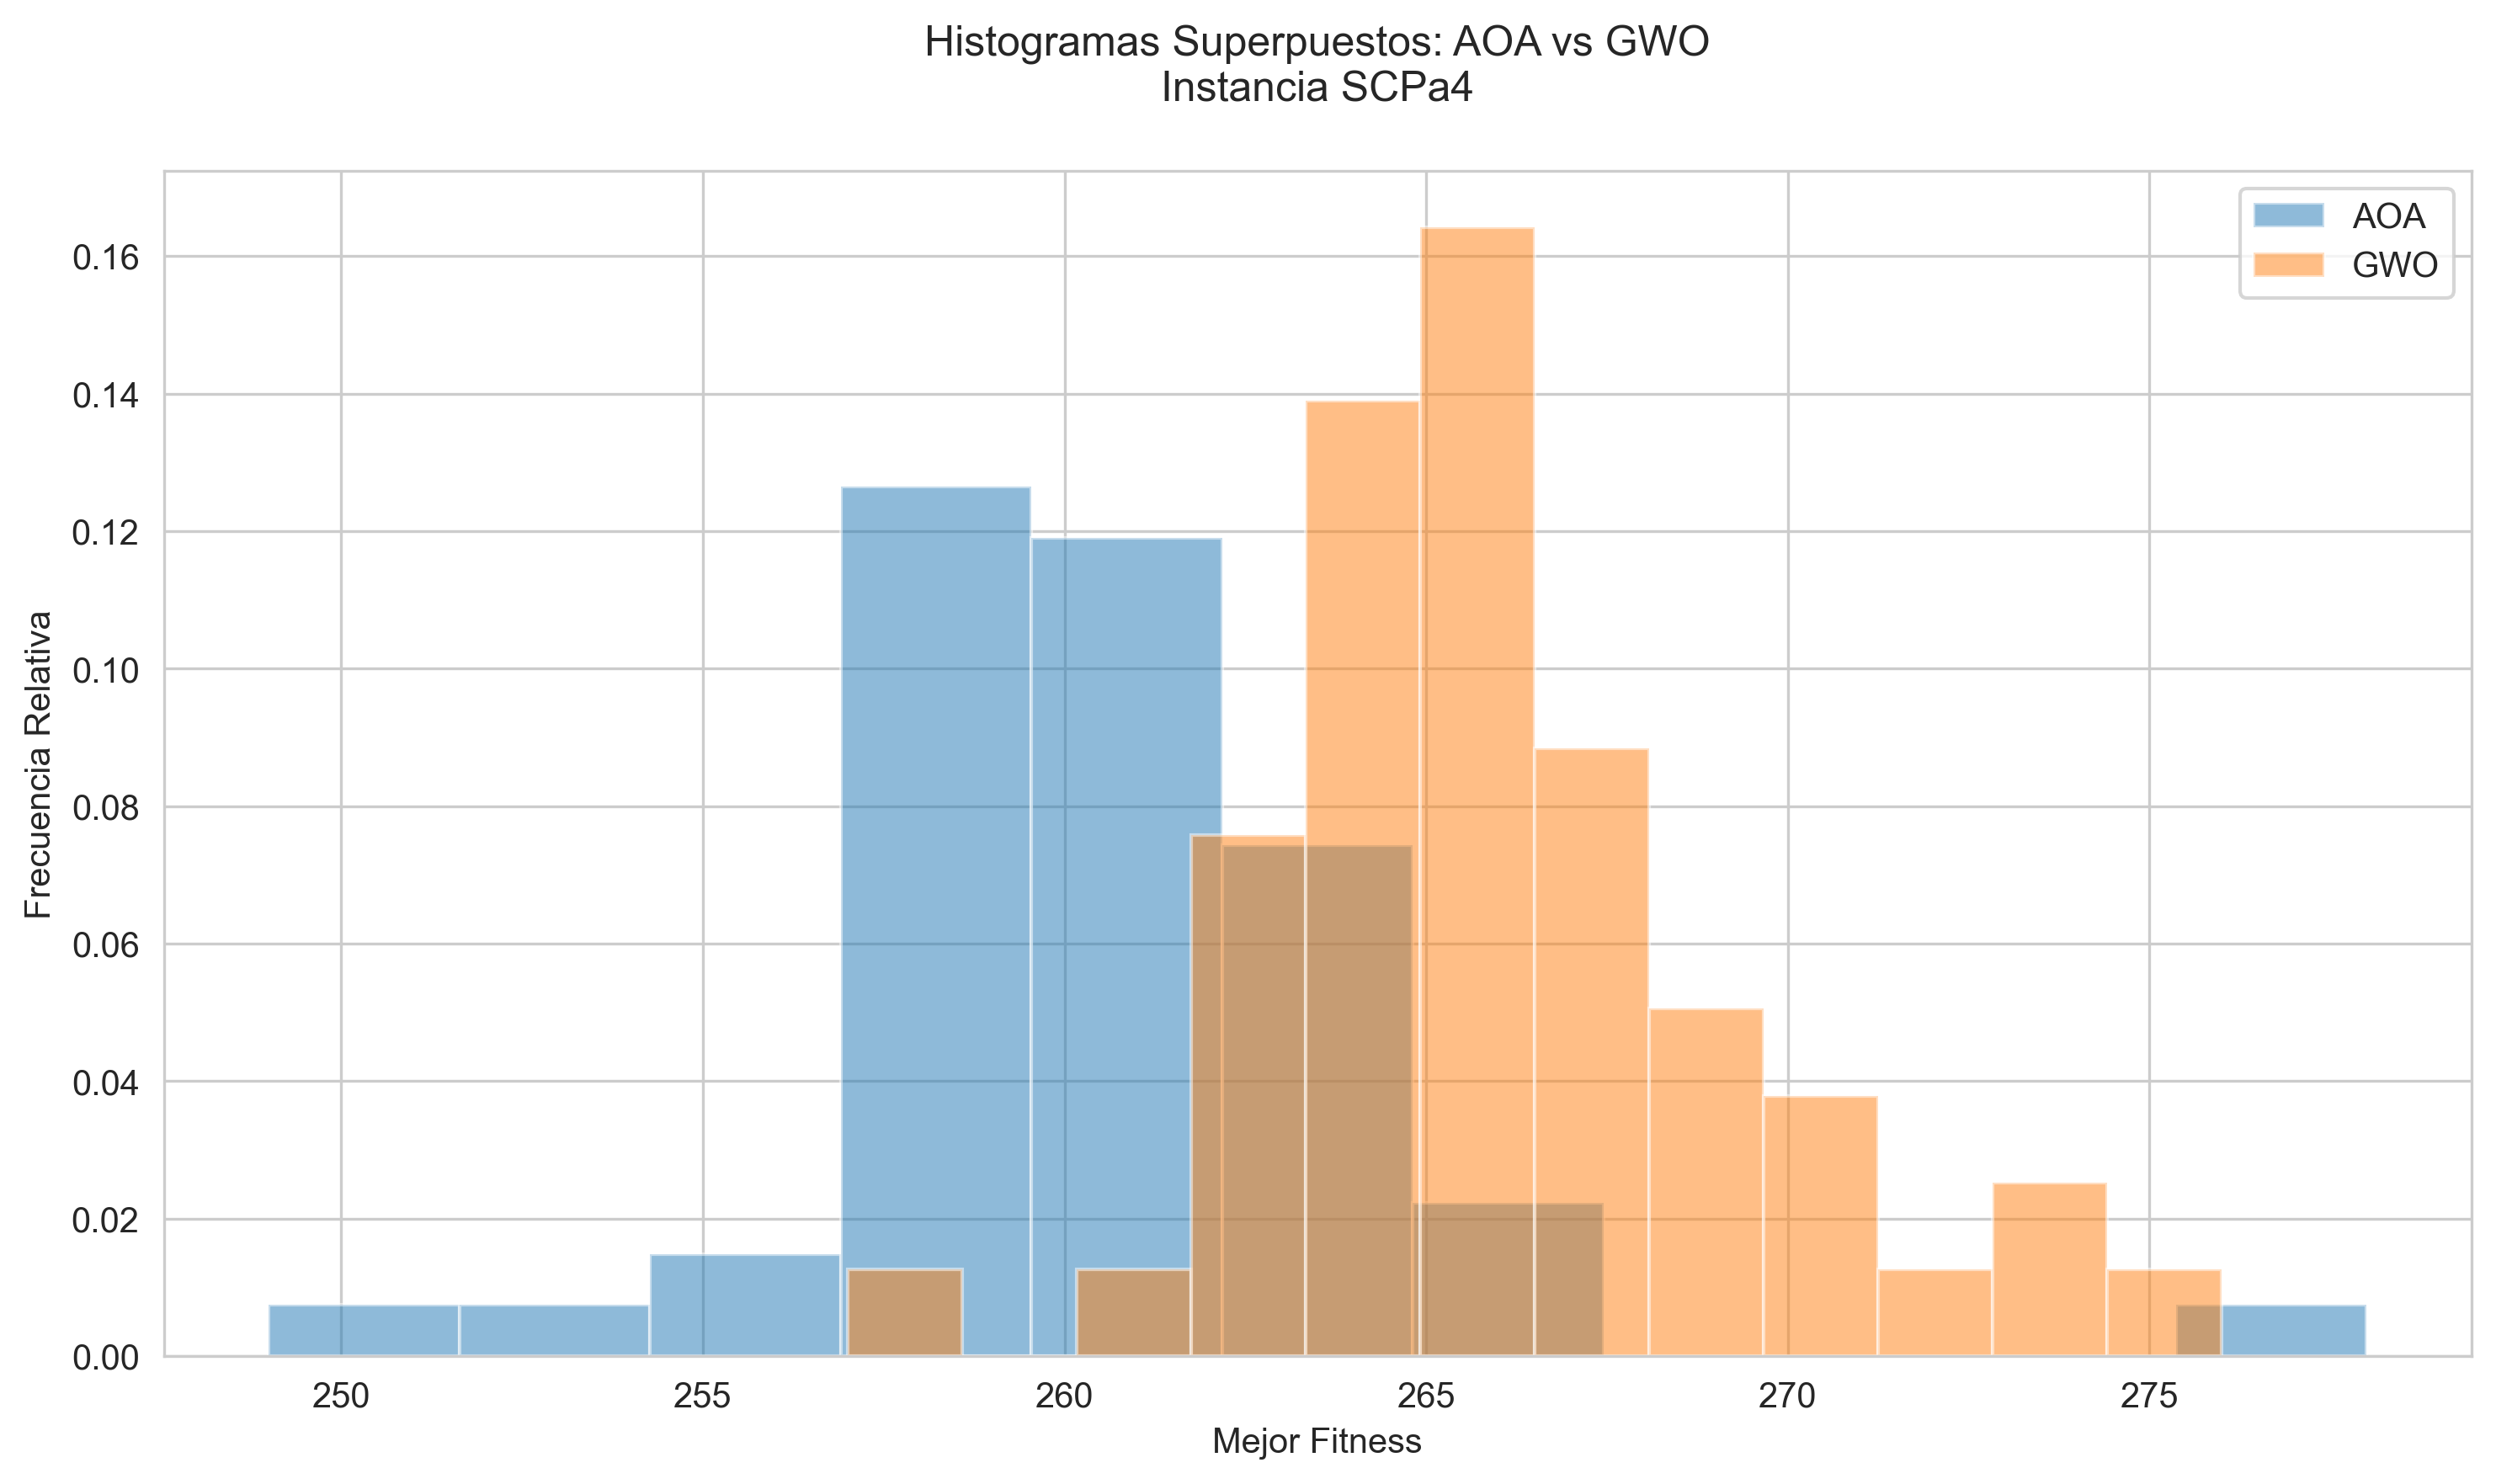 Histogramas Superpuestos: AOA vs GWO
Instancia SCPa4
AOA
GWO
0.16
0.14
0.12
0.10
0.08
0.06
0.04
0.02
0.00
Frecuencia Relativa
250 255 260 265 270 275
Mejor Fitness